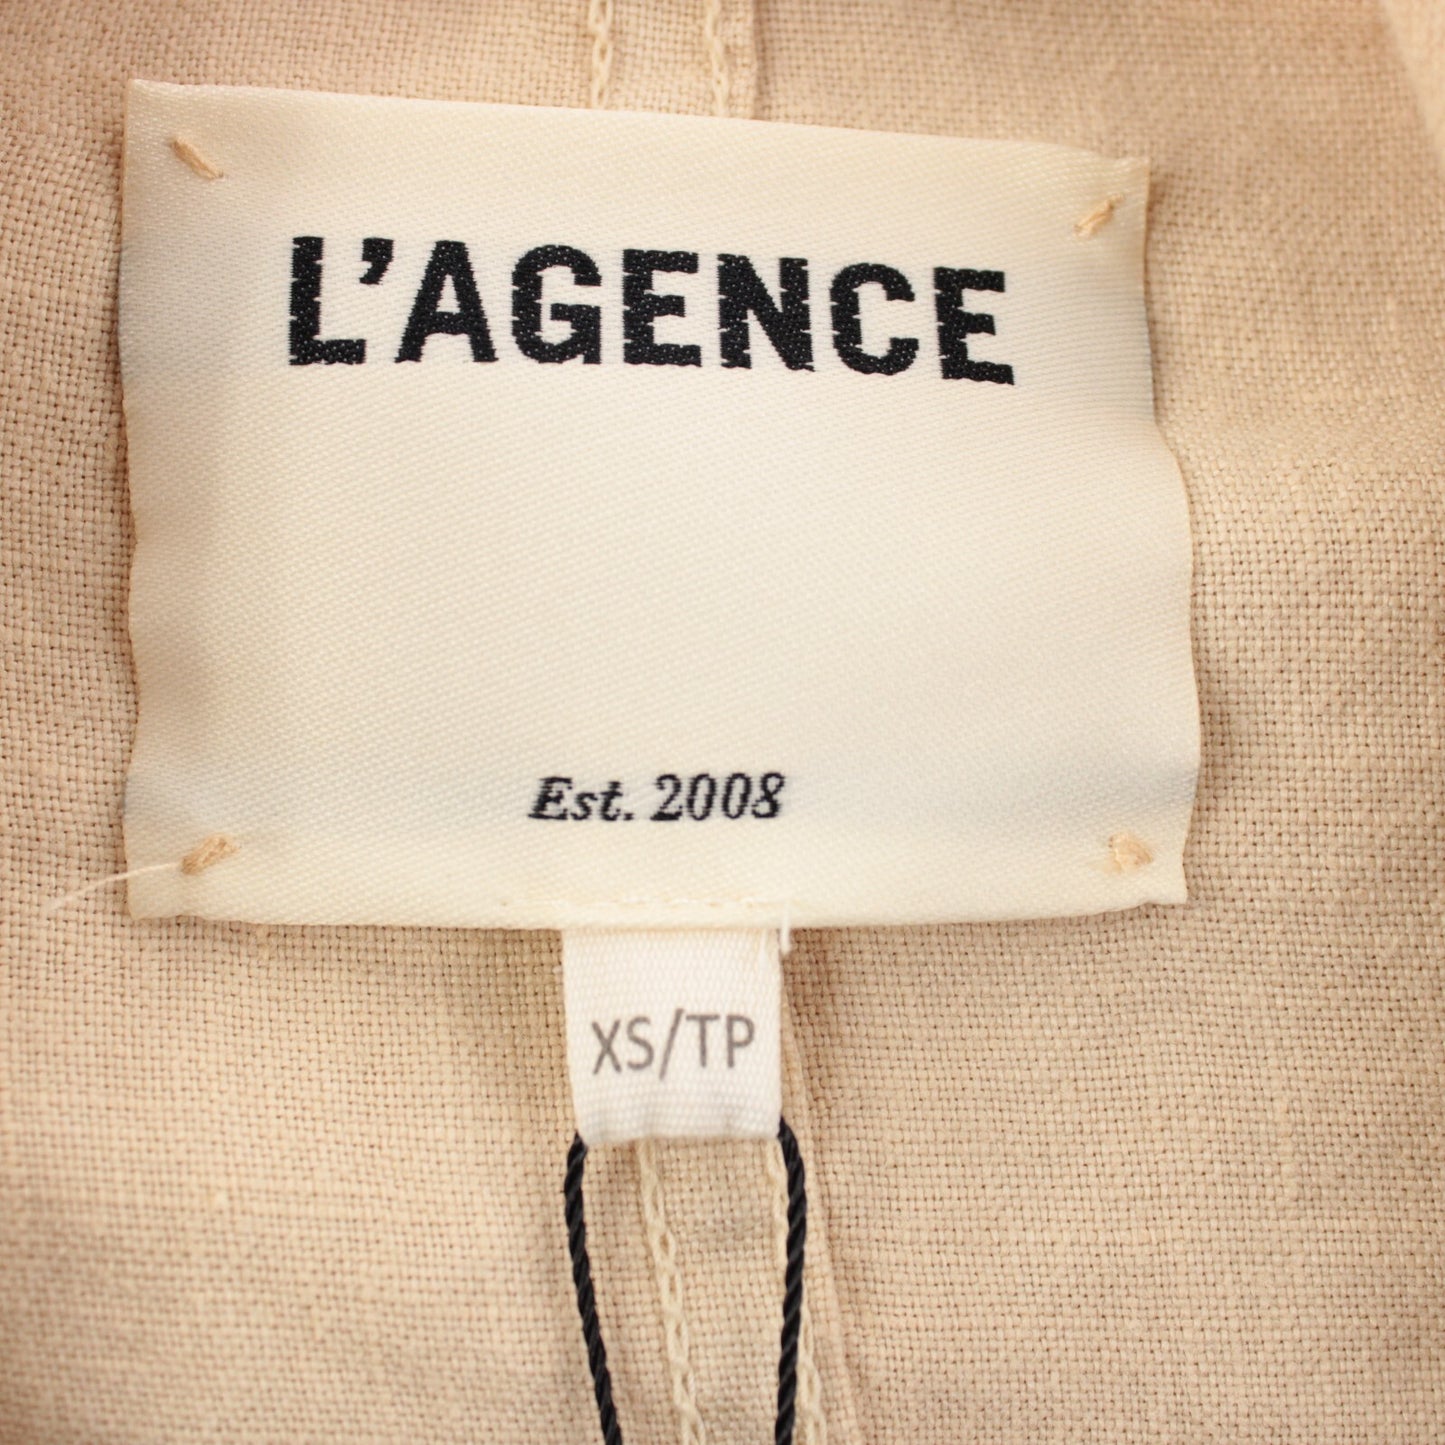 L'AGENCE
Est. 2008
XS/TP